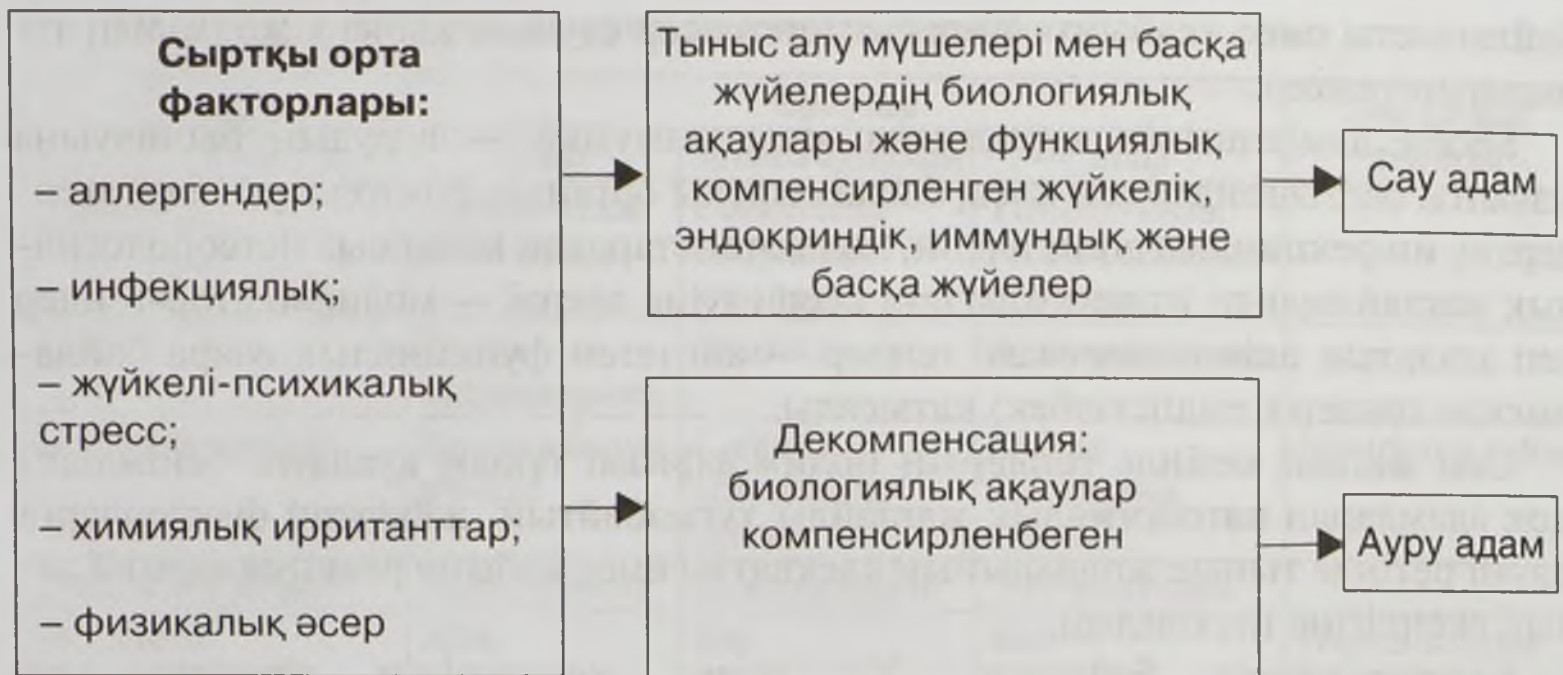 Сыртқы орта
факторлары:
– аллергендер;
– инфекциялық;
– жүйкелі-психикалық
стресс;
– химиялық ирританттар;
– физикалық әсер
Тыныс алу мүшелері мен басқа
жүйелердің биологиялық
ақаулары және функциялық
компенсирленген жүйкелік,
эндокриндік, иммундық және
басқа жүйелер
Сау адам
Декомпенсация:
биологиялық ақаулар
компенсирленбеген
Ауру адам